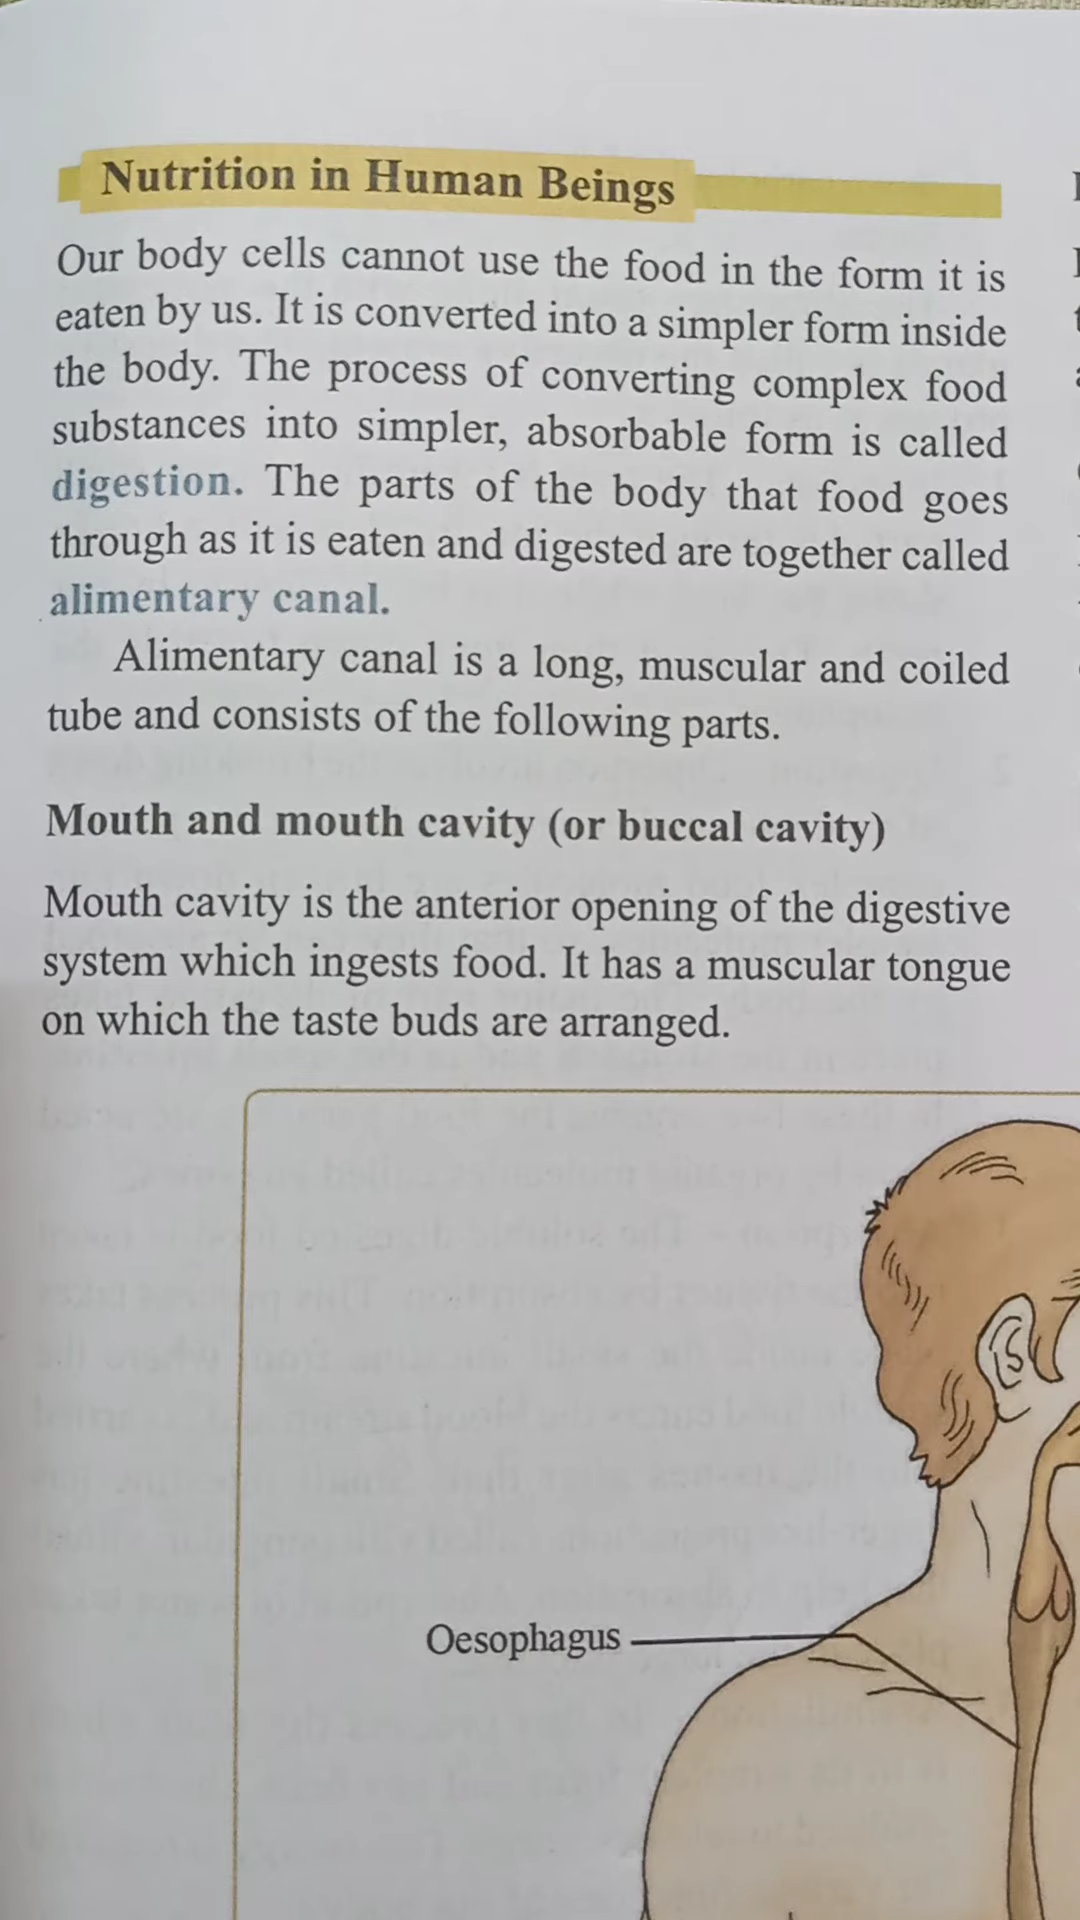 Nutrition in Human Beings
Our body cells cannot use the food in the form it is
eaten by us. It is converted into a simpler form inside
the body. The process of converting complex food
substances into simpler, absorbable form is called
digestion. The parts of the body that food goes
through as it is eaten and digested are together called
alimentary canal.
Alimentary canal is a long, muscular and coiled
tube and consists of the following parts.
Mouth and mouth cavity (or buccal cavity)
Mouth cavity is the anterior opening of the digestive
system which ingests food. It has a muscular tongue
on which the taste buds are arranged.
Oesophagus